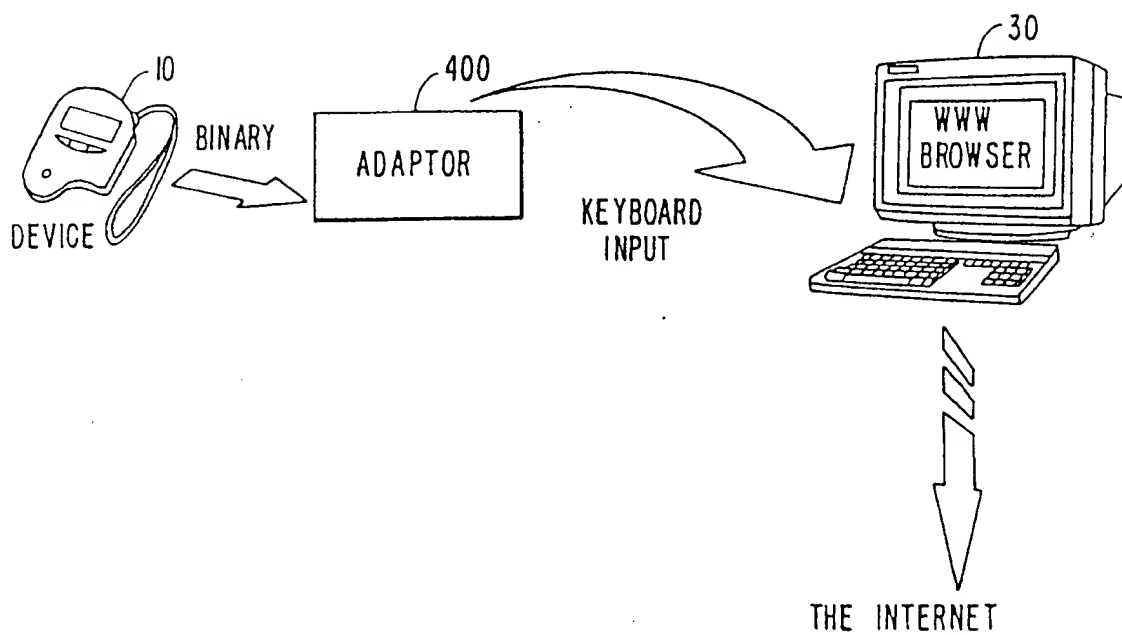 10
DEVICE
BINARY
400
ADAPTOR
KEYBOARD
INPUT
30
WWW
BROWSER
THE INTERNET